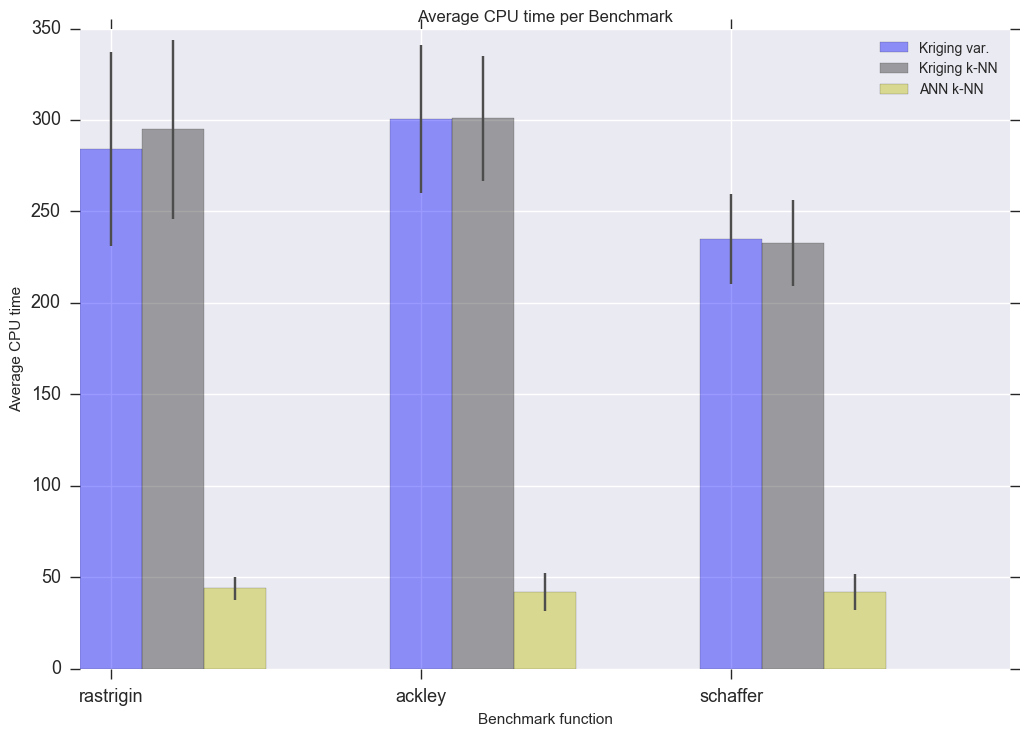 Average CPU time per Benchmark
350
300
250
200
150
100
50
0
Average CPU time
Kriging var.
Kriging k-NN
ANN k-NN
rastrigin
ackley
schaffer
Benchmark function